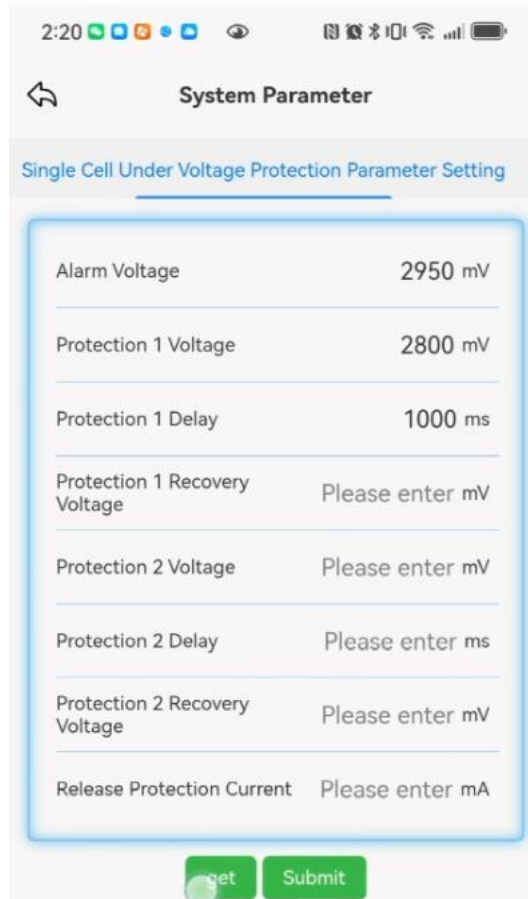 2:20
System Parameter
Single Cell Under Voltage Protection Parameter Setting
Alarm Voltage 2950 mV
Protection 1 Voltage 2800 mV
Protection 1 Delay 1000 ms
Protection 1 Recovery
Voltage Please enter mV
Protection 2 Voltage Please enter mV
Protection 2 Delay Please enter ms
Protection 2 Recovery
Voltage Please enter mV
Release Protection Current Please enter mA
get Submit